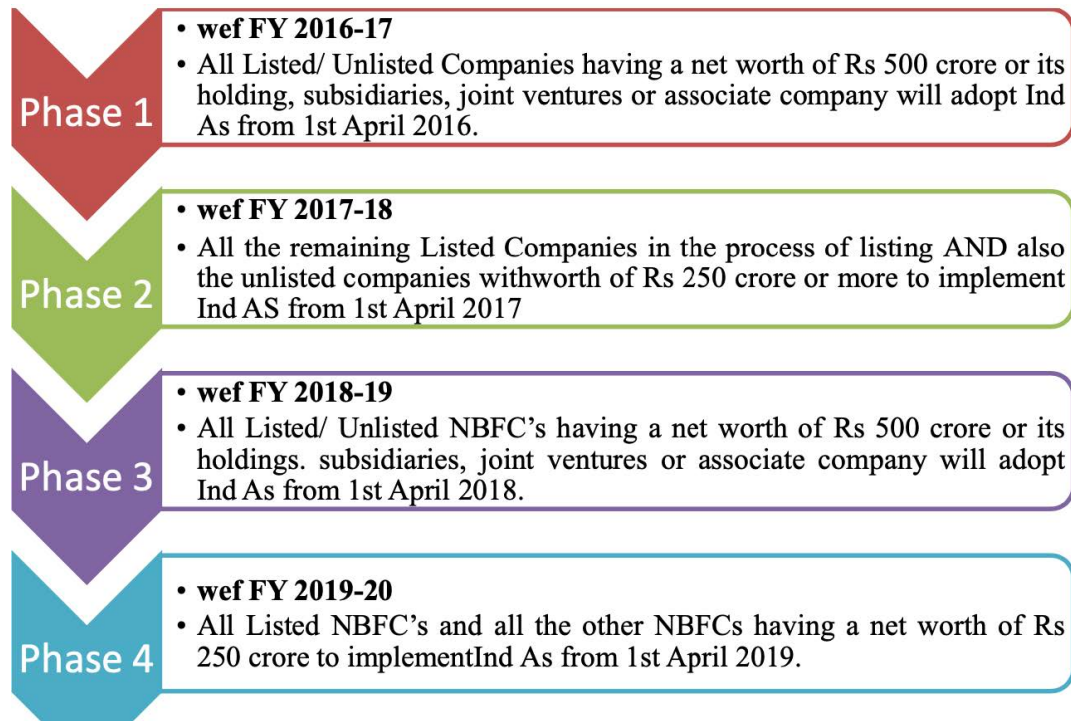 Phase 1
• wef FY 2016-17
• All Listed/ Unlisted Companies having a net worth of Rs 500 crore or its
holding, subsidiaries, joint ventures or associate company will adopt Ind
As from 1st April 2016.
Phase 2
• wef FY 2017-18
• All the remaining Listed Companies in the process of listing AND also
the unlisted companies withworth of Rs 250 crore or more to implement
Ind AS from 1st April 2017
Phase 3
• wef FY 2018-19
• All Listed/ Unlisted NBFC’s having a net worth of Rs 500 crore or its
holdings. subsidiaries, joint ventures or associate company will adopt
Ind As from 1st April 2018.
Phase 4
• wef FY 2019-20
• All Listed NBFC’s and all the other NBFCs having a net worth of Rs
250 crore to implementInd As from 1st April 2019.